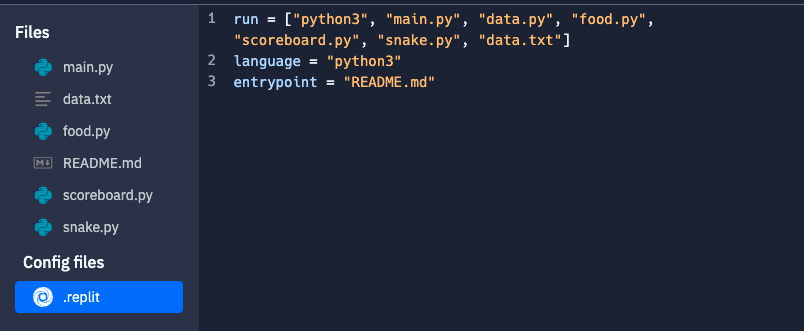 Files
main.py
data.txt
food.py
README.md
scoreboard.py
snake.py
Config files
.replit
1 run = ["python3", "main.py", "data.py", "food.py",
"scoreboard.py", "snake.py", "data.txt"]
2 language = "python3"
3 entrypoint = "README.md"